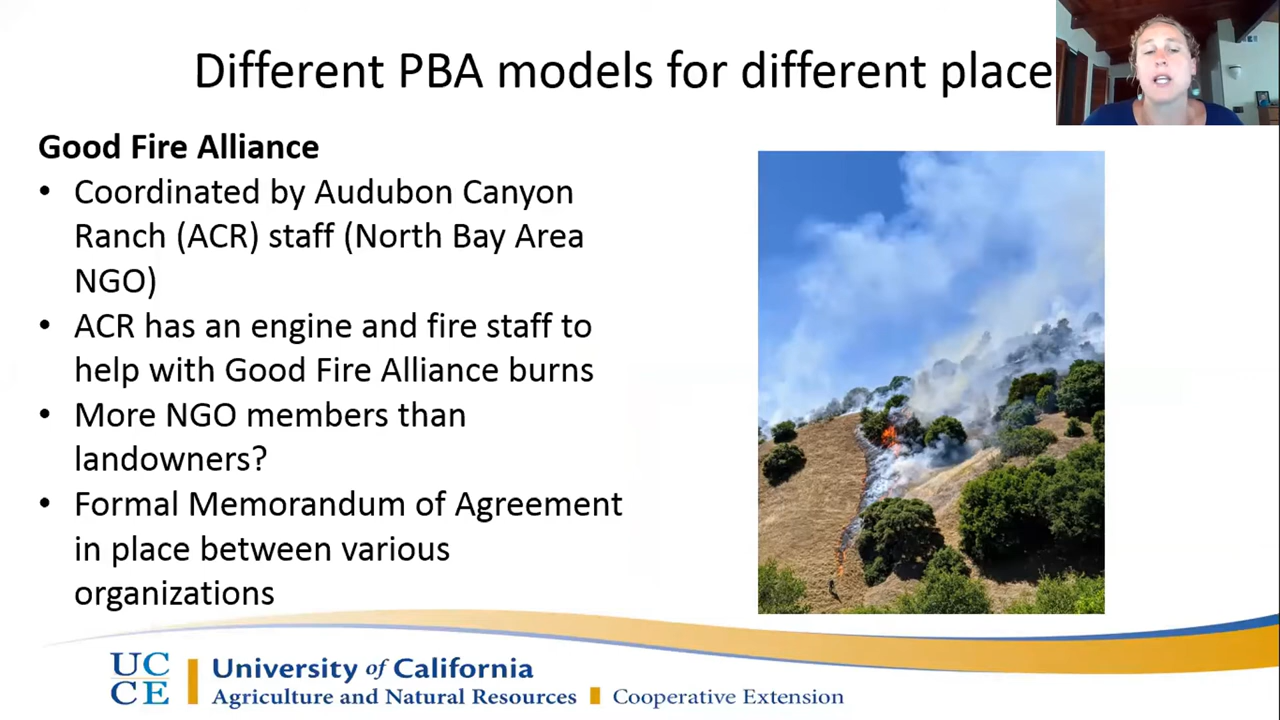 Different PBA models for different place
Good Fire Alliance
• Coordinated by Audubon Canyon
Ranch (ACR) staff (North Bay Area
NGO)
• ACR has an engine and fire staff to
help with Good Fire Alliance burns
• More NGO members than
landowners?
• Formal Memorandum of Agreement
in place between various
organizations
UC
CE
University of California
Agriculture and Natural Resources Cooperative Extension